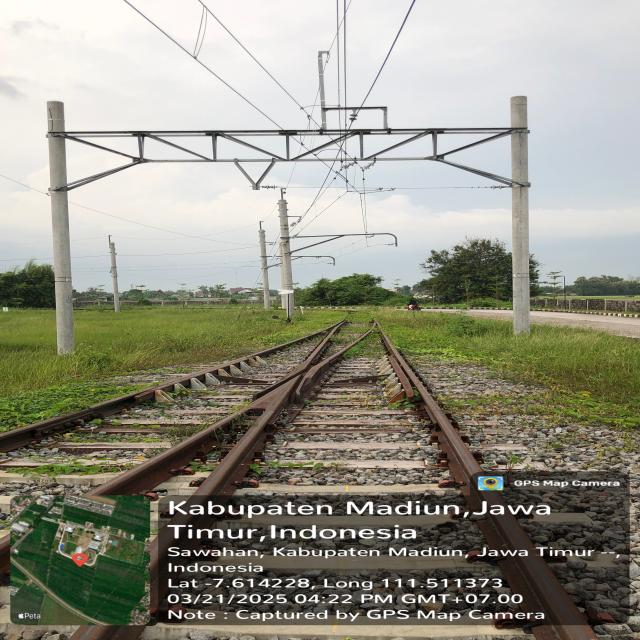 GPS Map Camera
Kabupaten Madiun,Jawa
Timur,Indonesia
Sawahan, Kabupaten Madiun, Jawa Timur --,
Indonesia
Lat -7.614228, Long 111.511373
03/21/2025 04:22 PM GMT+07.00
Note : Captured by GPS Map Camera
Peta